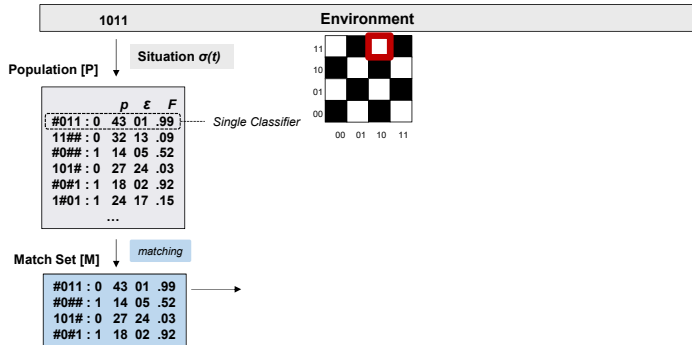 1011
Environment
Situation σ(t)
Population [P]
p ε F
#011 : 0 43 01 .99
Single Classifier
11## : 0 32 13 .09
#0## : 1 14 05 .52
101# : 0 27 24 .03
#0#1 : 1 18 02 .92
1#01 : 1 24 17 .15
...
11
10
01
00
00 01 10 11
matching
Match Set [M]
#011 : 0 43 01 .99
#0## : 1 14 05 .52
101# : 0 27 24 .03
#0#1 : 1 18 02 .92